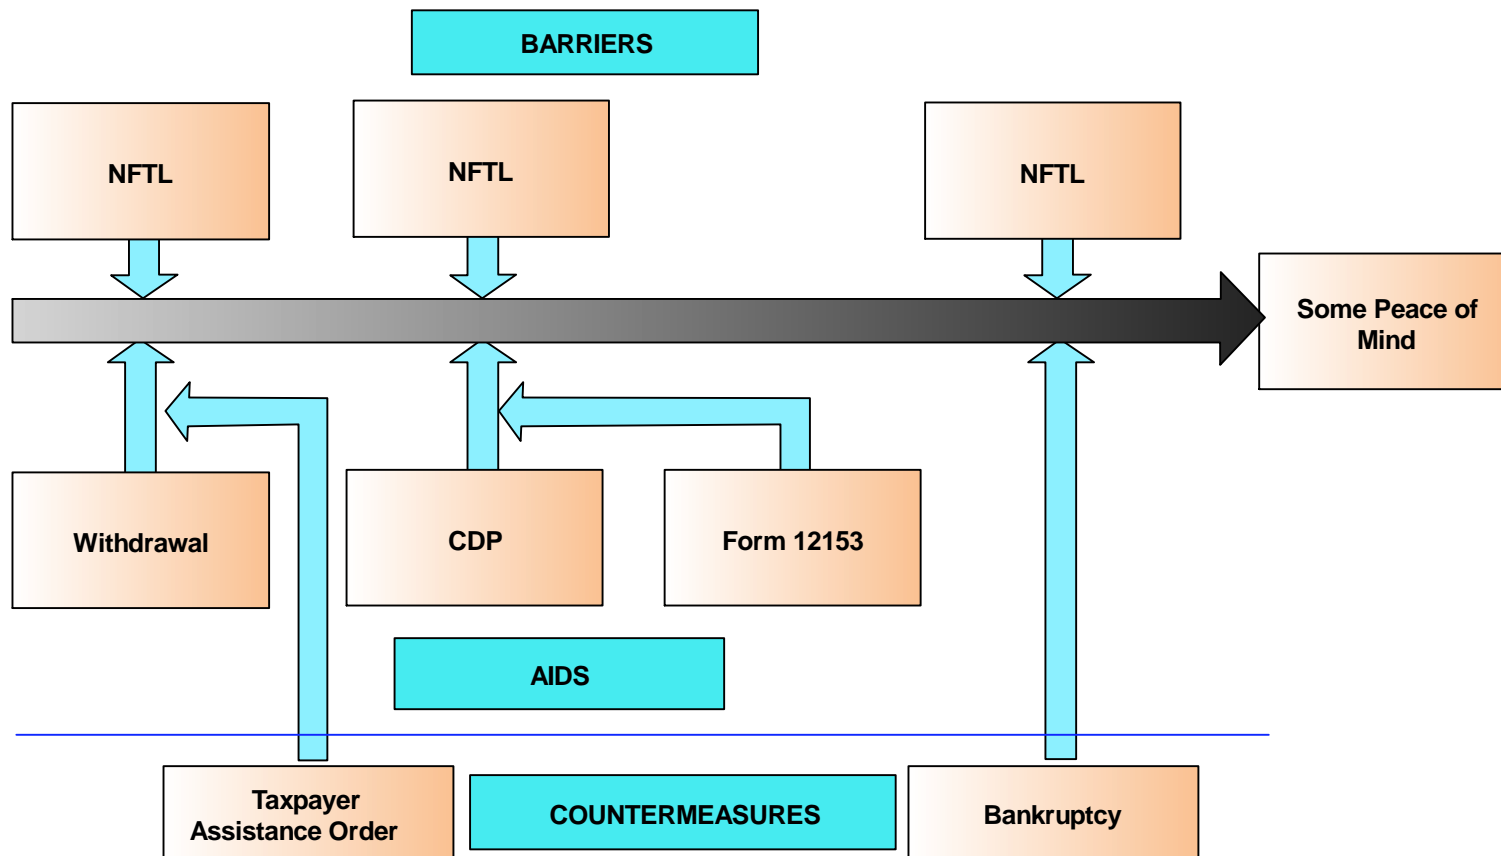 BARRIERS
NFTL
NFTL
NFTL
Some Peace of
Mind
Withdrawal
CDP
Form 12153
AIDS
Taxpayer
Assistance Order
COUNTERMEASURES
Bankruptcy